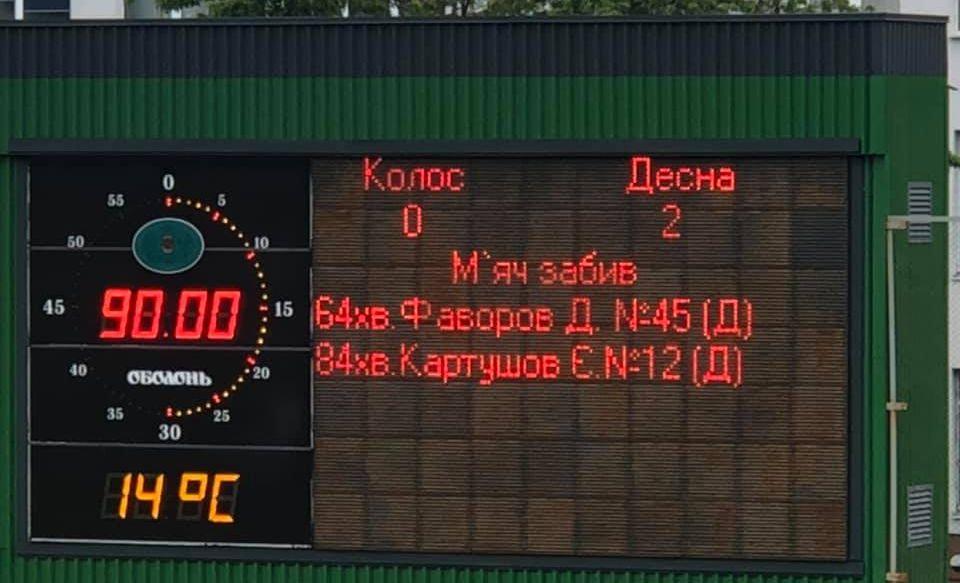 Колос Десна
0 2
М`яч забив
64хв.Фаворов Д. №45 (Д)
84хв.Картушов Є.№12 (Д)
0
55 5
50 10
45 15
90.00
40 20
ОБОЛОНЬ
35 25
30
14 °C